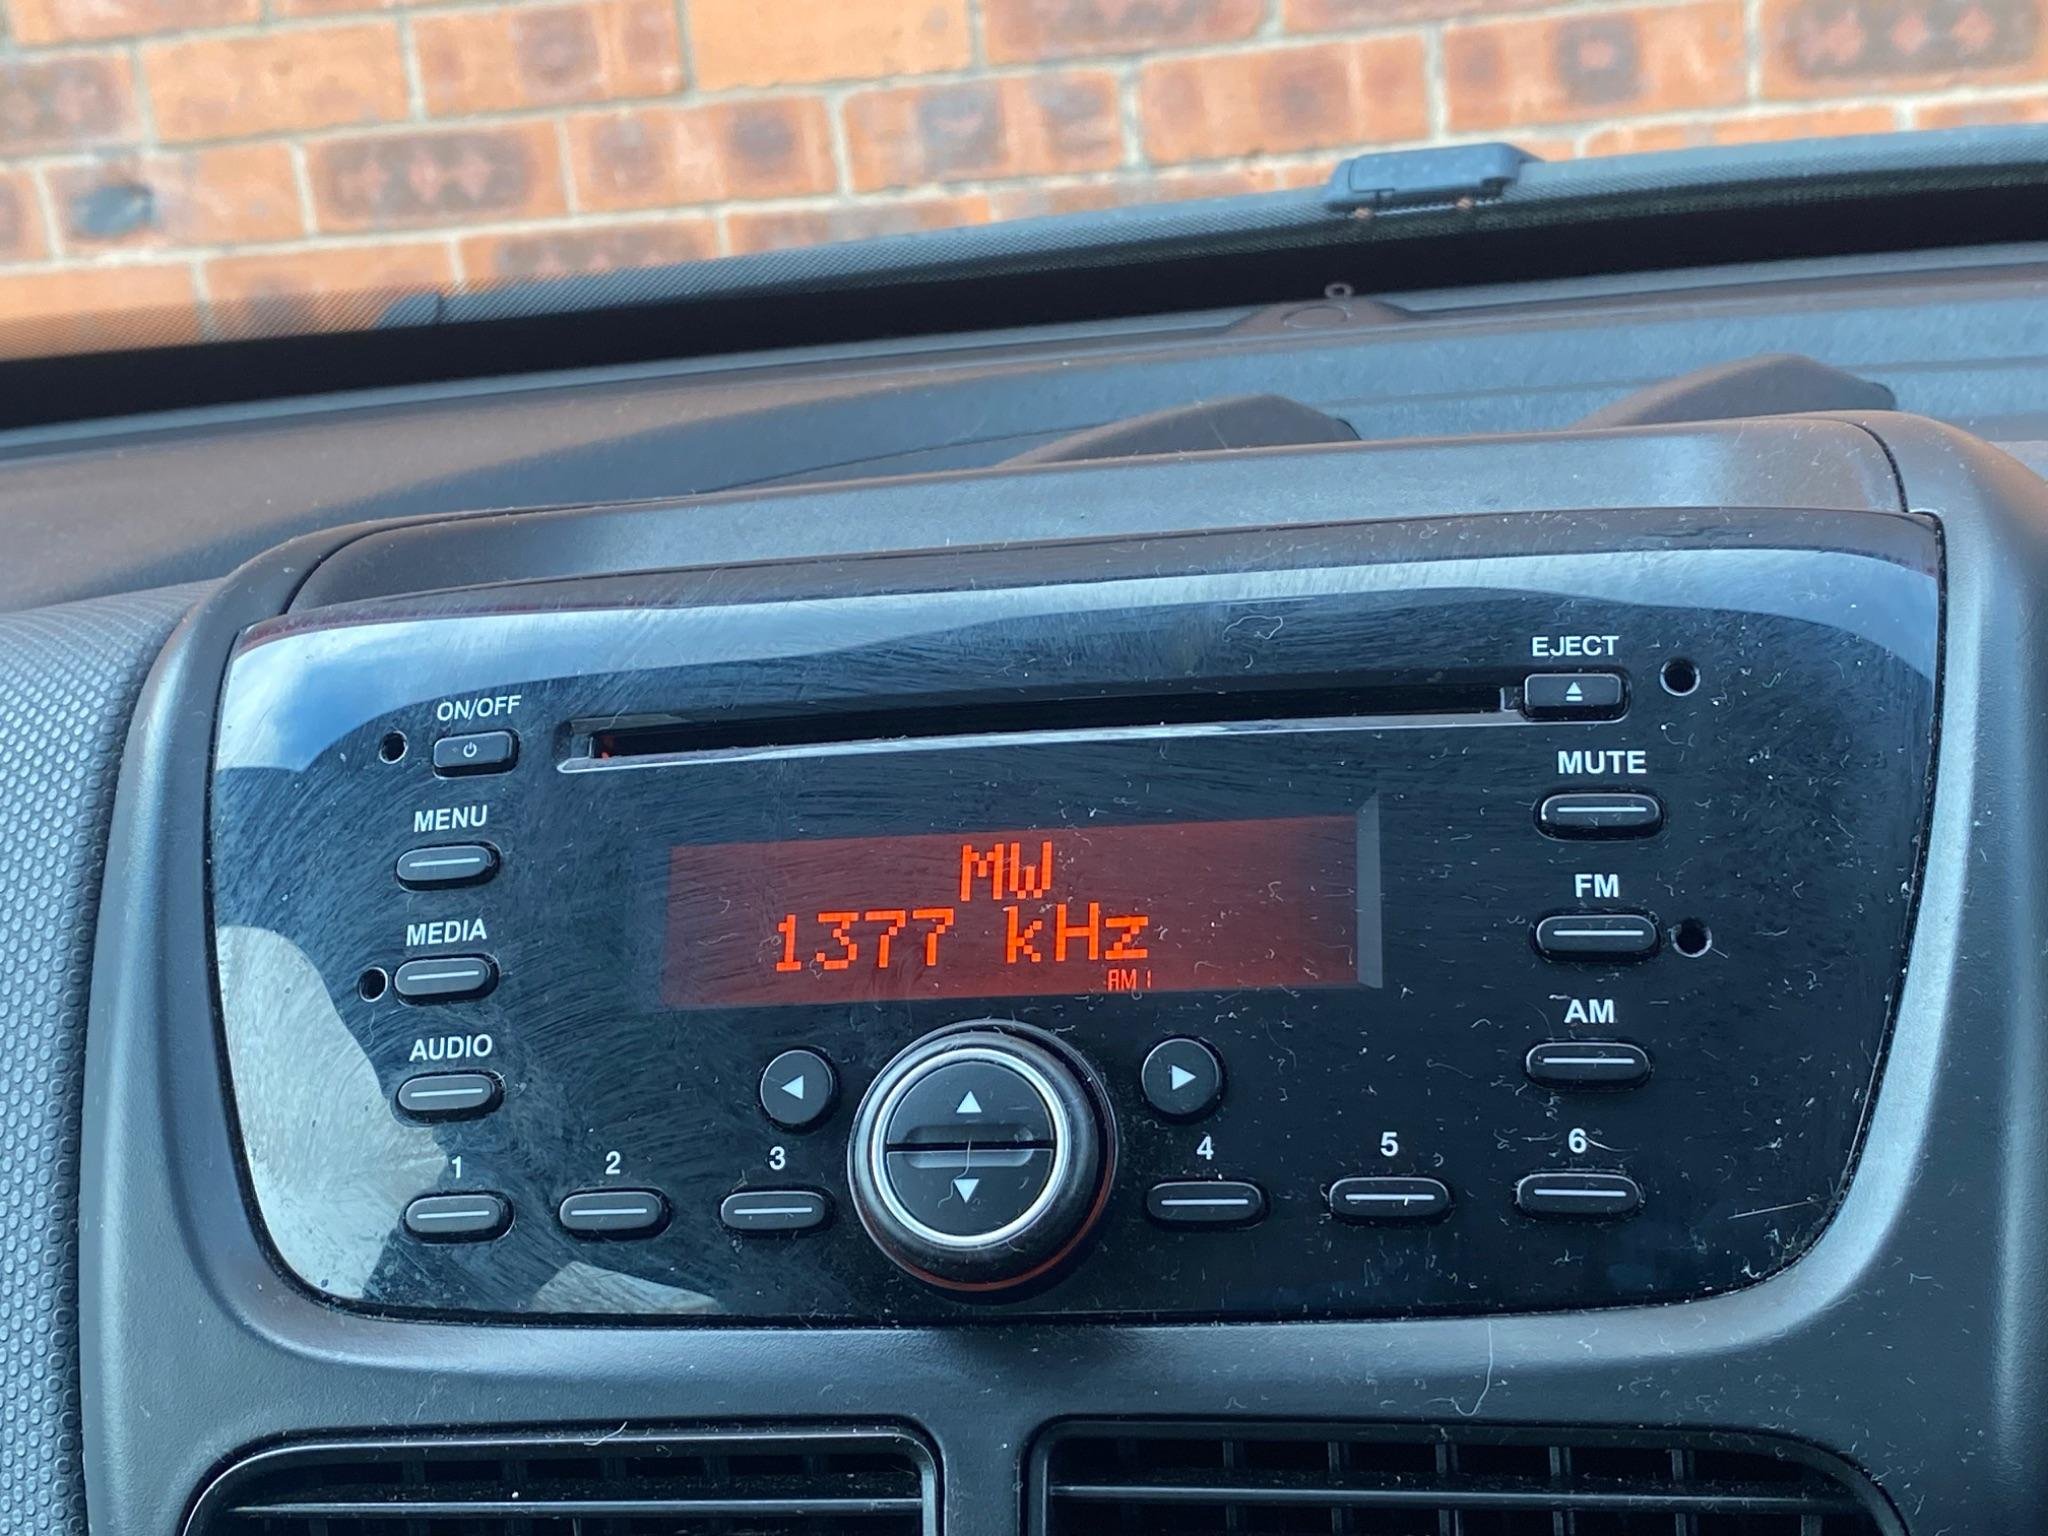 EJECT
ON/OFF
MUTE
MENU
MW
FM
1377 kHz
MEDIA
AM 1
AM
AUDIO
1
2
3
4
5
6